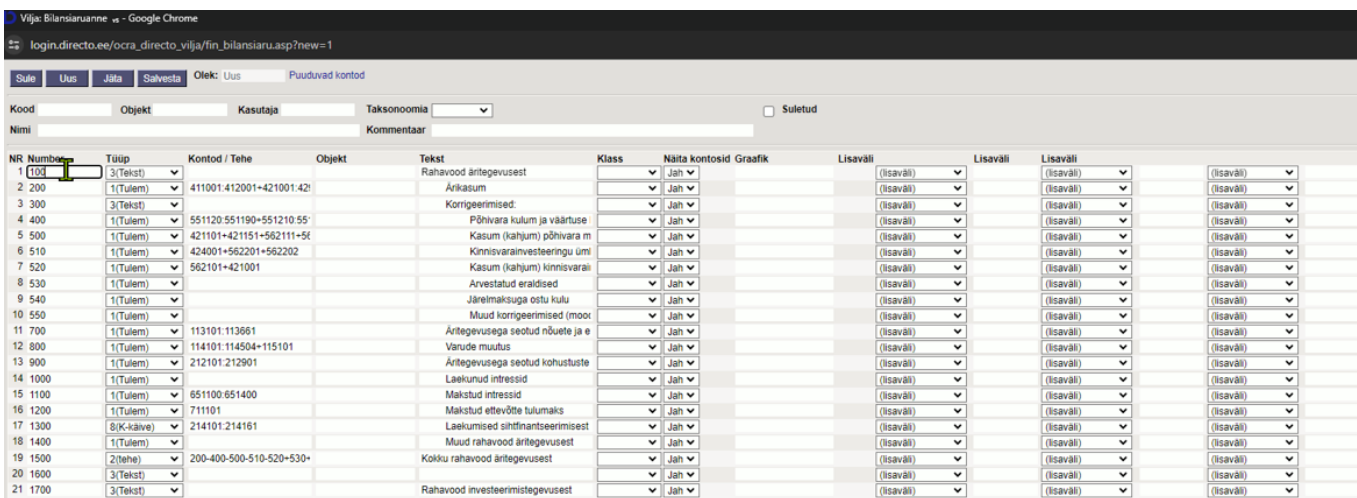 Vilja: Bilansiaruanne - Google Chrome
login.directo.ee/ocra_directo_vilja/fin_bilansiaru.asp?new=1
Sule Uus Jäta Salvesta Olek: Uus Puuduvad kontod
Kood Objekt Kasutaja Taksonoomia Suletud
Nimi Kommentaar
NR Number Tüüp Kontod / Tehe Objekt Tekst Klass Näita kontosid Graafik Lisaväli Lisaväli Lisaväli
1 100 3(Tekst) Rahavood äritegevusest Jah (lisaväli) (lisaväli) (lisaväli)
2 200 1(Tulem) 411001:412001+421001:429 Ärikasum Jah (lisaväli) (lisaväli) (lisaväli)
3 300 3(Tekst) Korrigeerimised: Jah (lisaväli) (lisaväli) (lisaväli)
4 400 1(Tulem) 551120:551190+551210:55 Põhivara kulum ja väärtuse Jah (lisaväli) (lisaväli) (lisaväli)
5 500 1(Tulem) 421101+421151+562111+56 Kasum (kahjum) põhivara m Jah (lisaväli) (lisaväli) (lisaväli)
6 510 1(Tulem) 424001+562201+562202 Kinnisvarainvesteeringu üml Jah (lisaväli) (lisaväli) (lisaväli)
7 520 1(Tulem) 562101+421001 Kasum (kahjum) kinnisvarai Jah (lisaväli) (lisaväli) (lisaväli)
8 530 1(Tulem) Arvestatud eraldised Jah (lisaväli) (lisaväli) (lisaväli)
9 540 1(Tulem) Järelmaksuga ostu kulu Jah (lisaväli) (lisaväli) (lisaväli)
10 550 1(Tulem) Muud korrigeerimised (mood Jah (lisaväli) (lisaväli) (lisaväli)
11 700 1(Tulem) 113101:113661 Äritegevusega seotud nõuete ja e Jah (lisaväli) (lisaväli) (lisaväli)
12 800 1(Tulem) 114101:114504+115101 Varude muutus Jah (lisaväli) (lisaväli) (lisaväli)
13 900 1(Tulem) 212101:212901 Äritegevusega seotud kohustuste Jah (lisaväli) (lisaväli) (lisaväli)
14 1000 1(Tulem) Laekunud intressid Jah (lisaväli) (lisaväli) (lisaväli)
15 1100 1(Tulem) 651100:651400 Makstud intressid Jah (lisaväli) (lisaväli) (lisaväli)
16 1200 1(Tulem) 711101 Makstud ettevõtte tulumaks Jah (lisaväli) (lisaväli) (lisaväli)
17 1300 8(K-käive) 214101:214161 Laekumised sihtfinantseerimisest Jah (lisaväli) (lisaväli) (lisaväli)
18 1400 1(Tulem) Muud rahavood äritegevusest Jah (lisaväli) (lisaväli) (lisaväli)
19 1500 2(tehe) 200-400-500-510-520+530+ Kokku rahavood äritegevusest Jah (lisaväli) (lisaväli) (lisaväli)
20 1600 3(Tekst) Jah (lisaväli) (lisaväli) (lisaväli)
21 1700 3(Tekst) Rahavood investeerimistegevusest Jah (lisaväli) (lisaväli) (lisaväli)